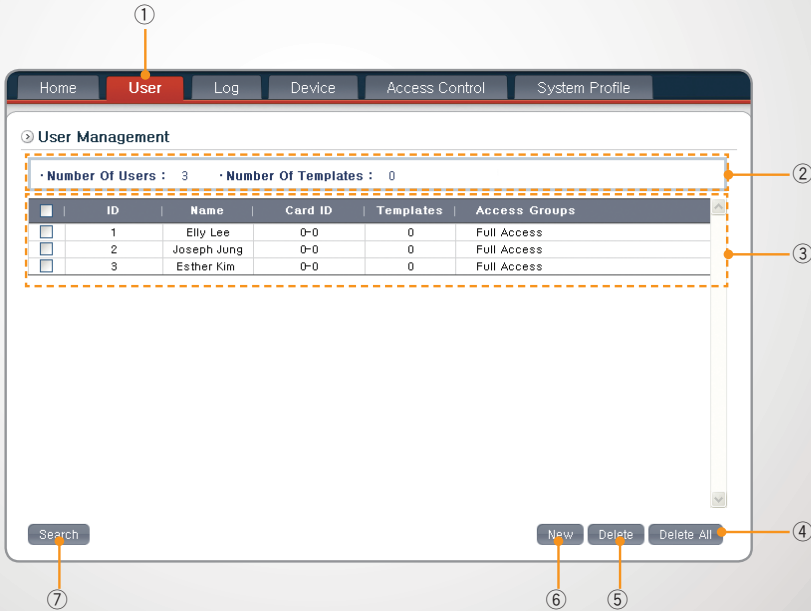 ①
Home User Log Device Access Control System Profile
User Management
·Number Of Users : 3 ·Number Of Templates : 0
②
| ID | Name | Card ID | Templates | Access Groups
1 Elly Lee 0-0 0 Full Access
2 Joseph Jung 0-0 0 Full Access
③
3 Esther Kim 0-0 0 Full Access
Search New Delete Delete All
④
⑦ ⑥ ⑤